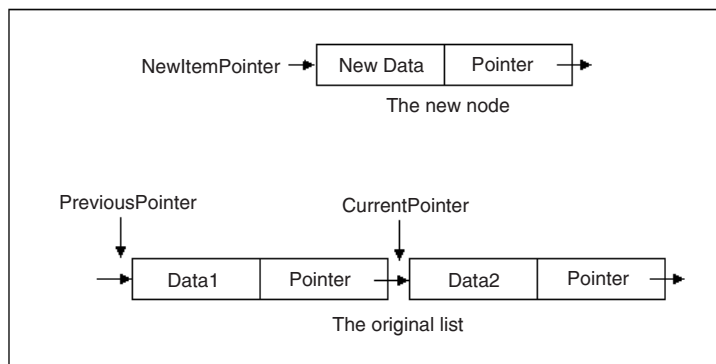 NewItemPointer New Data Pointer
The new node
PreviousPointer CurrentPointer
Data1 Pointer Data2 Pointer
The original list